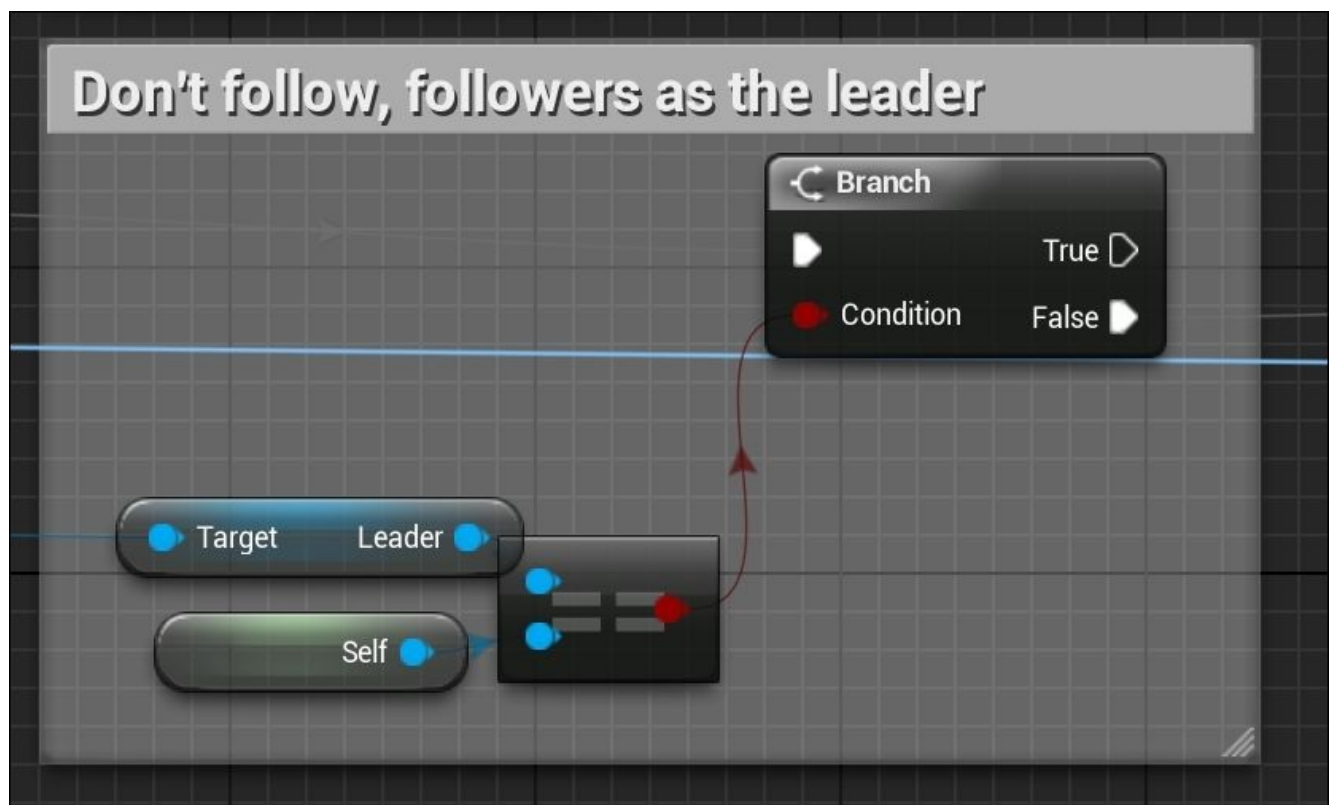 Don't follow, followers as the leader
Branch
True
Condition
False
Target
Leader
Self
==